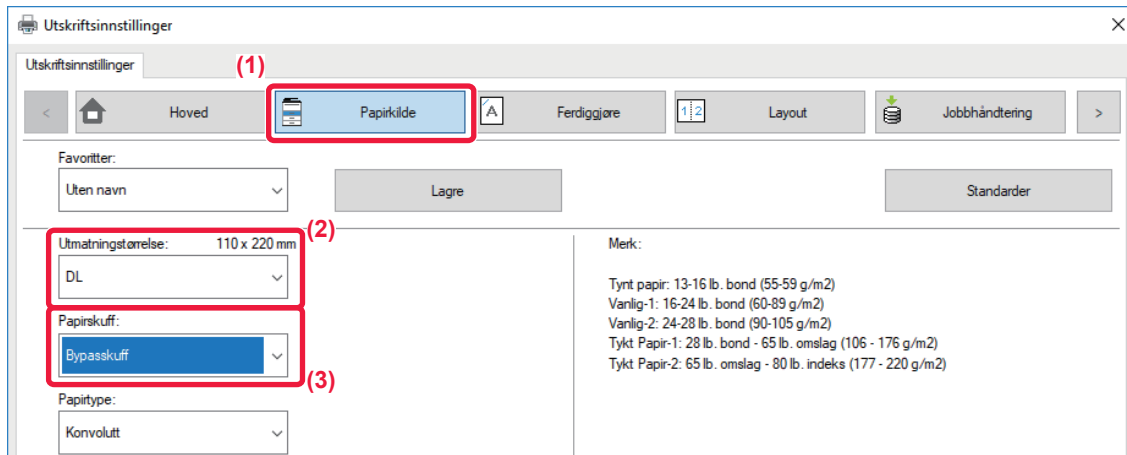 Utskriftsinnstillinger
Utskriftsinnstillinger
(1)
< Hoved Papirkilde A Ferdiggjøre 1 2 Layout Jobbhåndtering >
Favoritter:
Uten navn Lagre Standarder
(2)
Utmatningstørrelse: 110 x 220 mm
DL
Papirskuff:
Bypasskuff
(3)
Papirtype:
Konvolutt
Merk:
Tynt papir: 13-16 lb. bond (55-59 g/m2)
Vanlig-1: 16-24 lb. bond (60-89 g/m2)
Vanlig-2: 24-28 lb. bond (90-105 g/m2)
Tykt Papir-1: 28 lb. bond - 65 lb. omslag (106 - 176 g/m2)
Tykt Papir-2: 65 lb. omslag - 80 lb. indeks (177 - 220 g/m2)